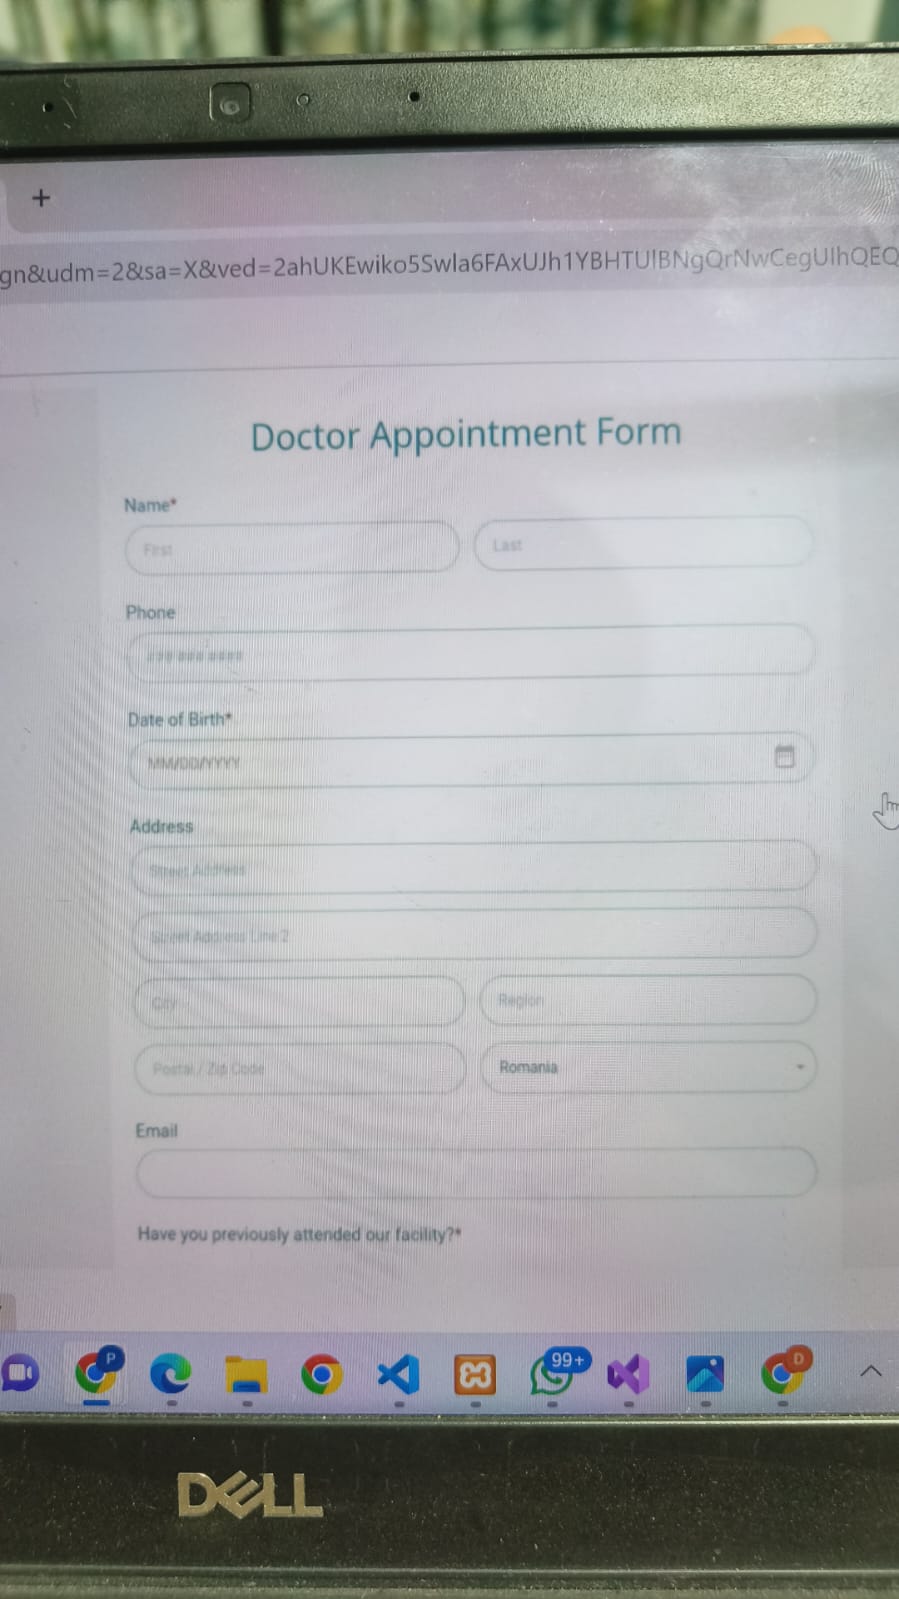 +
gn&udm=2&sa=X&ved=2ahUKEwiko5Swla6FAxUJh1YBHTUIBNgQrNwCegUIhQEQ
Doctor Appointment Form
Name*
First Last
Phone
### ### ####
Date of Birth*
MM/DD/YYYY
Address
Street Address
Street Address Line 2
City Region
Postal / Zip Code Romania
Email
Have you previously attended our facility?*
P 99+ D
DELL